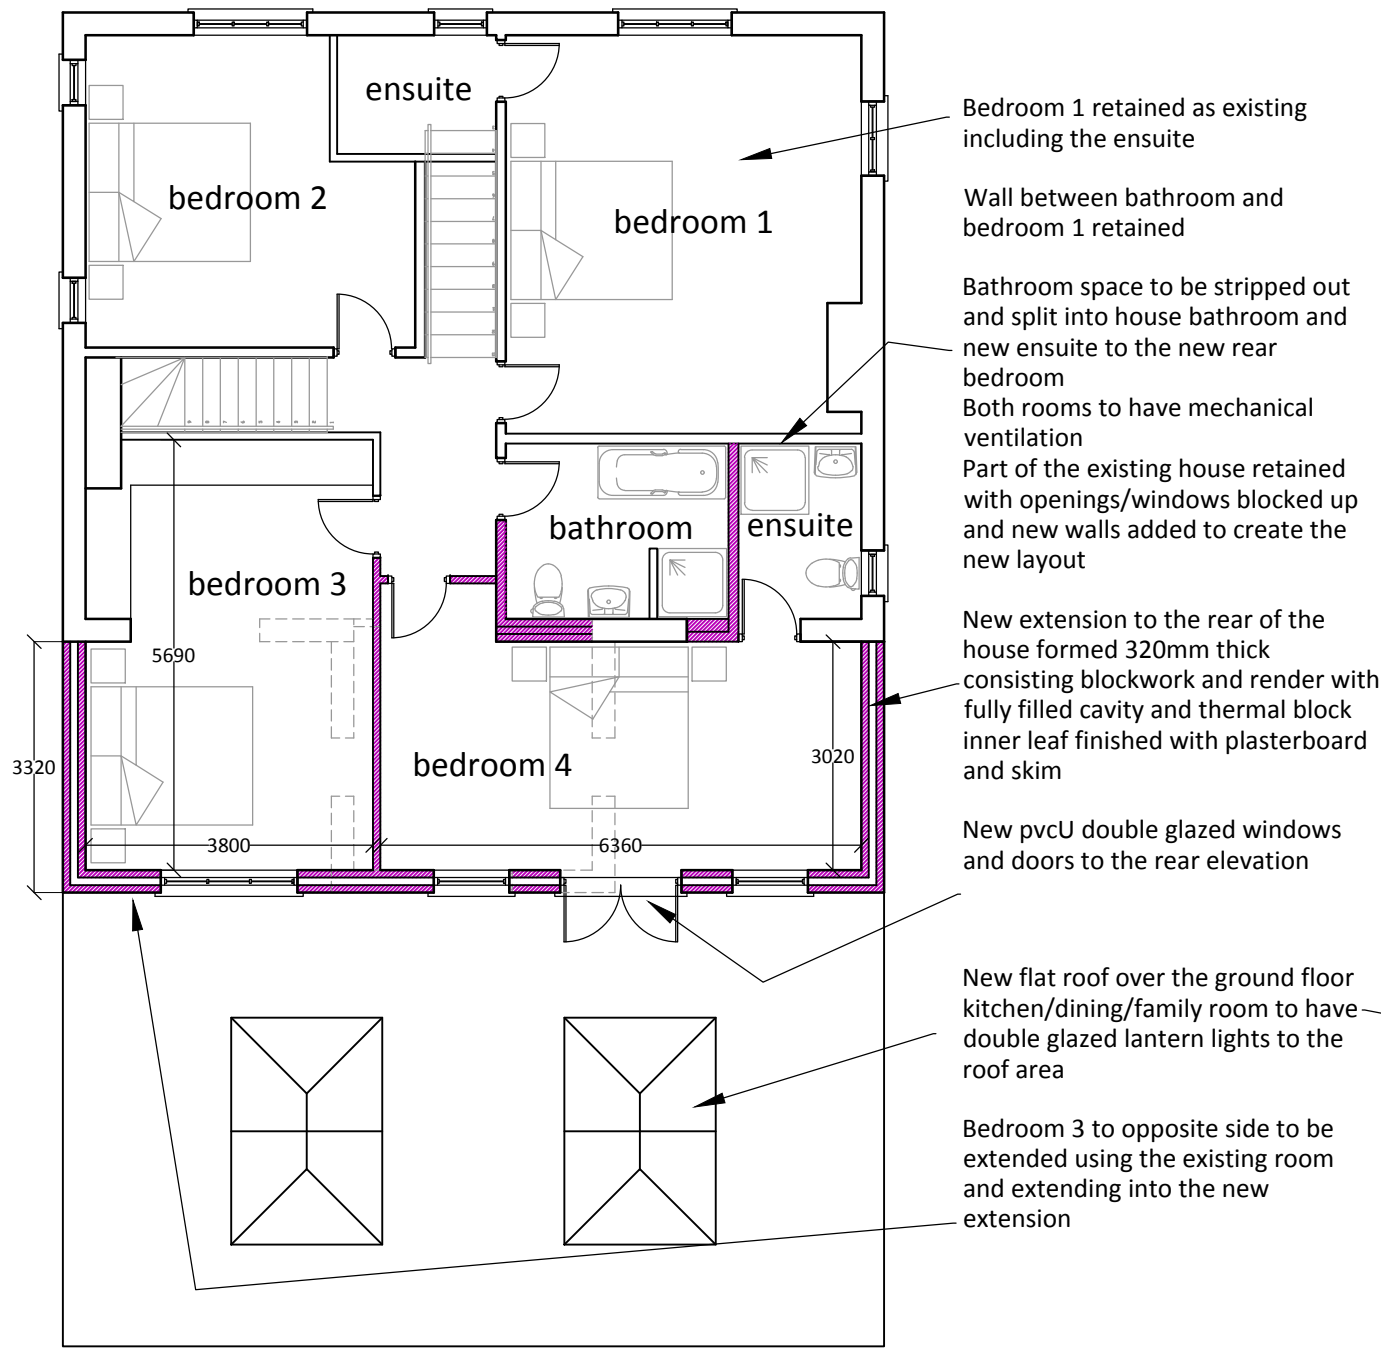 ensuite
bedroom 2
bedroom 1
bathroom
ensuite
bedroom 3
5690
3320
bedroom 4
3020
3800
6360
Bedroom 1 retained as existing
including the ensuite
Wall between bathroom and
bedroom 1 retained
Bathroom space to be stripped out
and split into house bathroom and
new ensuite to the new rear
bedroom
Both rooms to have mechanical
ventilation
Part of the existing house retained
with openings/windows blocked up
and new walls added to create the
new layout
New extension to the rear of the
house formed 320mm thick
consisting blockwork and render with
fully filled cavity and thermal block
inner leaf finished with plasterboard
and skim
New pvcU double glazed windows
and doors to the rear elevation
New flat roof over the ground floor
kitchen/dining/family room to have
double glazed lantern lights to the
roof area
Bedroom 3 to opposite side to be
extended using the existing room
and extending into the new
extension